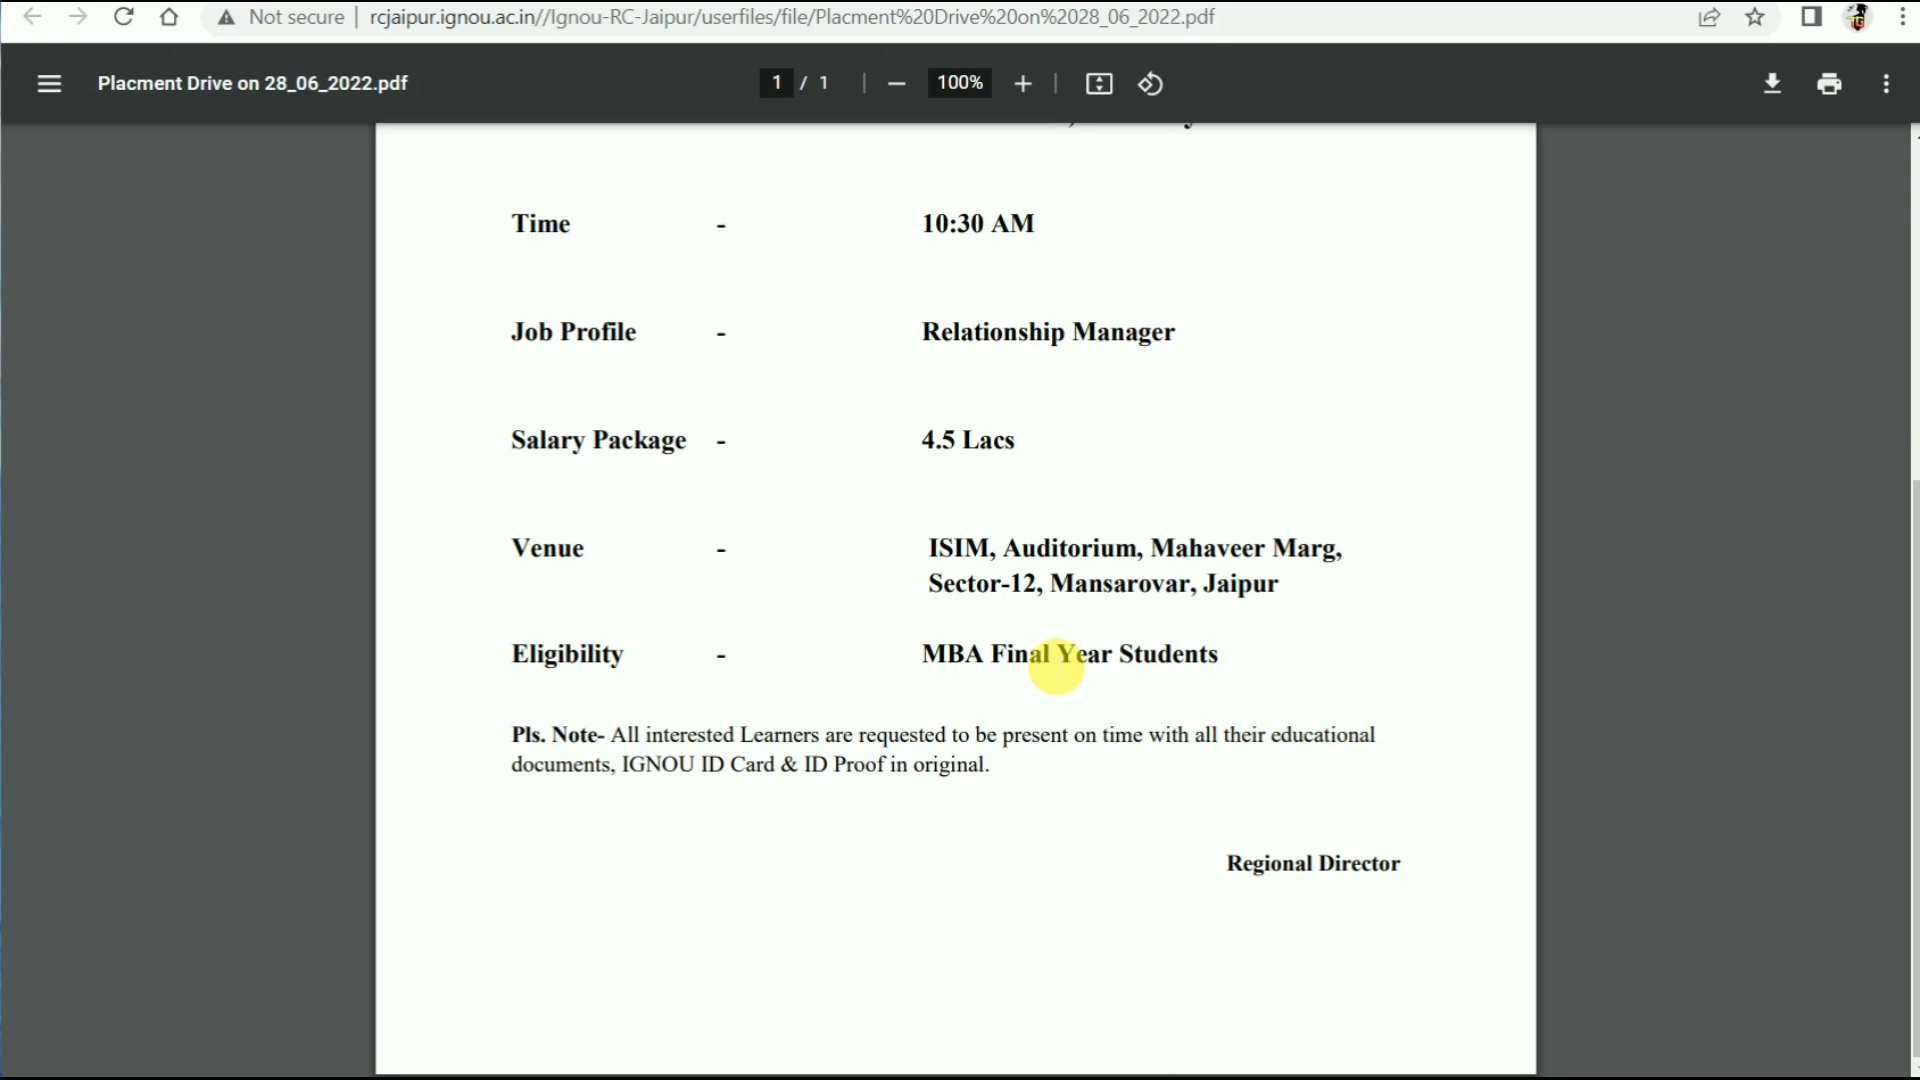 Not secure | rcjaipur.ignou.ac.in//Ignou-RC-Jaipur/userfiles/file/Placment%20Drive%20on%2028_06_2022.pdf
Placment Drive on 28_06_2022.pdf 1 / 1 100%
Time - 10:30 AM
Job Profile - Relationship Manager
Salary Package - 4.5 Lacs
Venue - ISIM, Auditorium, Mahaveer Marg,
Sector-12, Mansarovar, Jaipur
Eligibility - MBA Final Year Students
Pls. Note- All interested Learners are requested to be present on time with all their educational
documents, IGNOU ID Card & ID Proof in original.
Regional Director